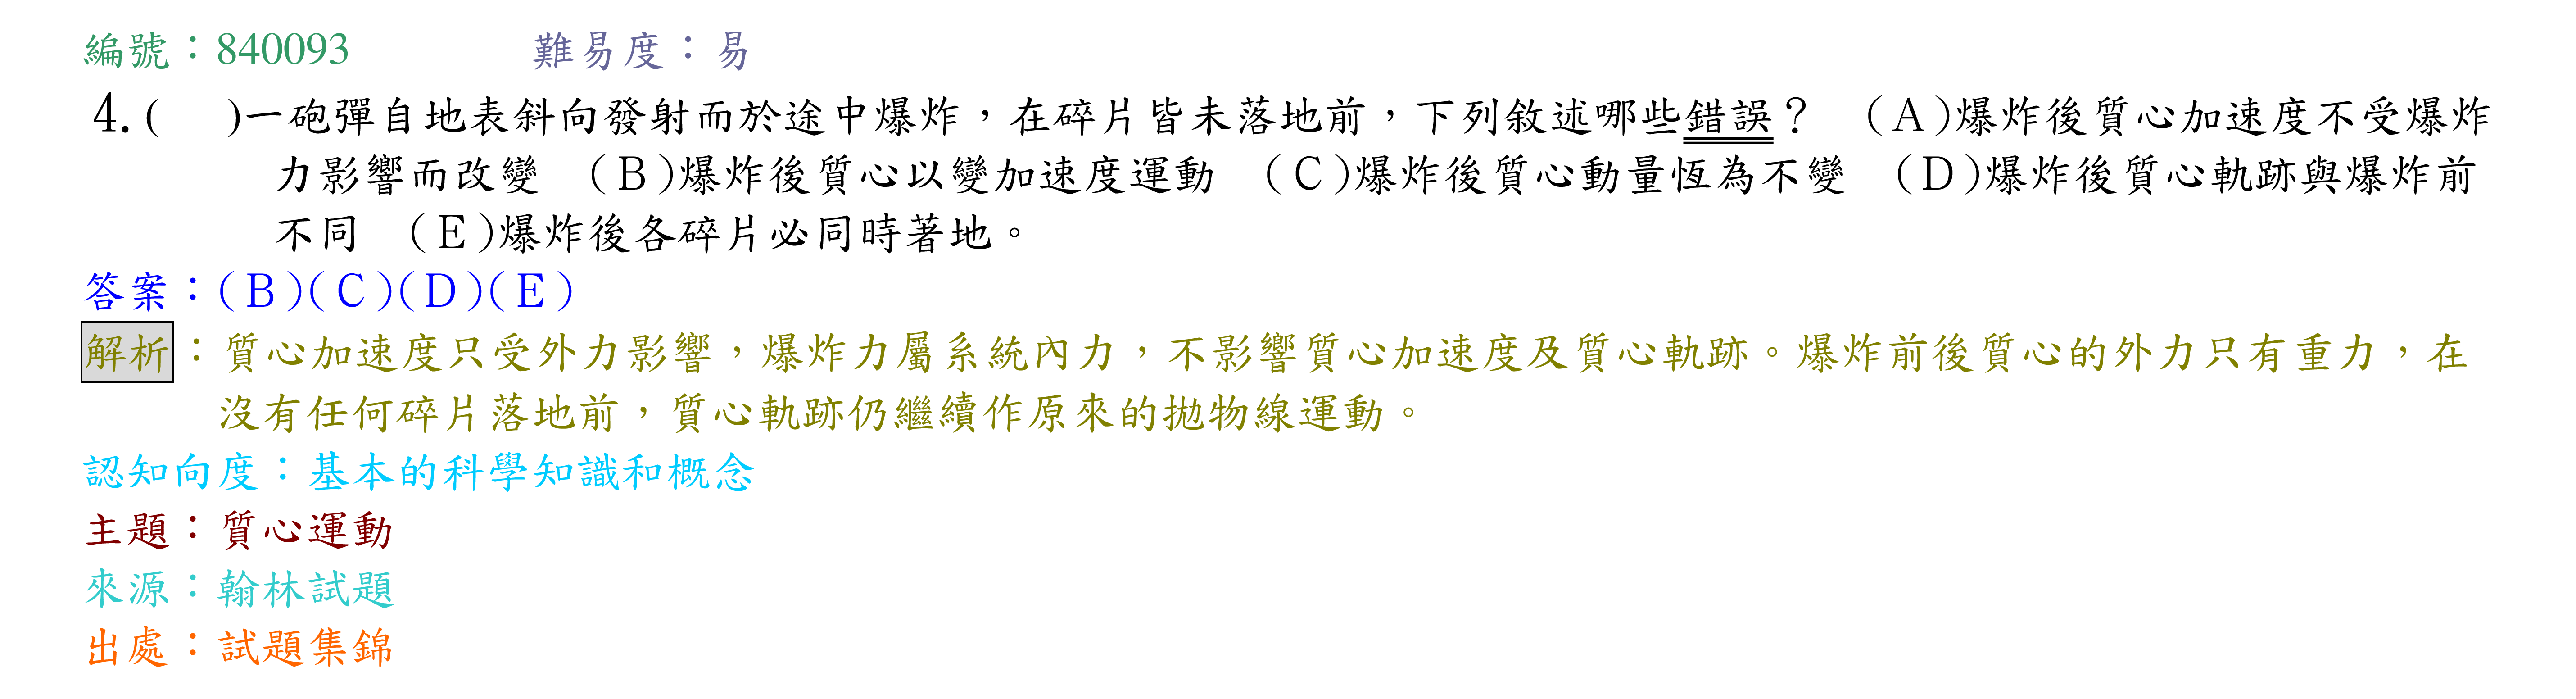 編號：840093 難易度：易
4.( )一砲彈自地表斜向發射而於途中爆炸，在碎片皆未落地前，下列敘述哪些錯誤？ (A)爆炸後質心加速度不受爆炸
力影響而改變 (B)爆炸後質心以變加速度運動 (C)爆炸後質心動量恆為不變 (D)爆炸後質心軌跡與爆炸前
不同 (E)爆炸後各碎片必同時著地。
答案：(B)(C)(D)(E)
解析：質心加速度只受外力影響，爆炸力屬系統內力，不影響質心加速度及質心軌跡。爆炸前後質心的外力只有重力，在
沒有任何碎片落地前，質心軌跡仍繼續作原來的拋物線運動。
認知向度：基本的科學知識和概念
主題：質心運動
來源：翰林試題
出處：試題集錦